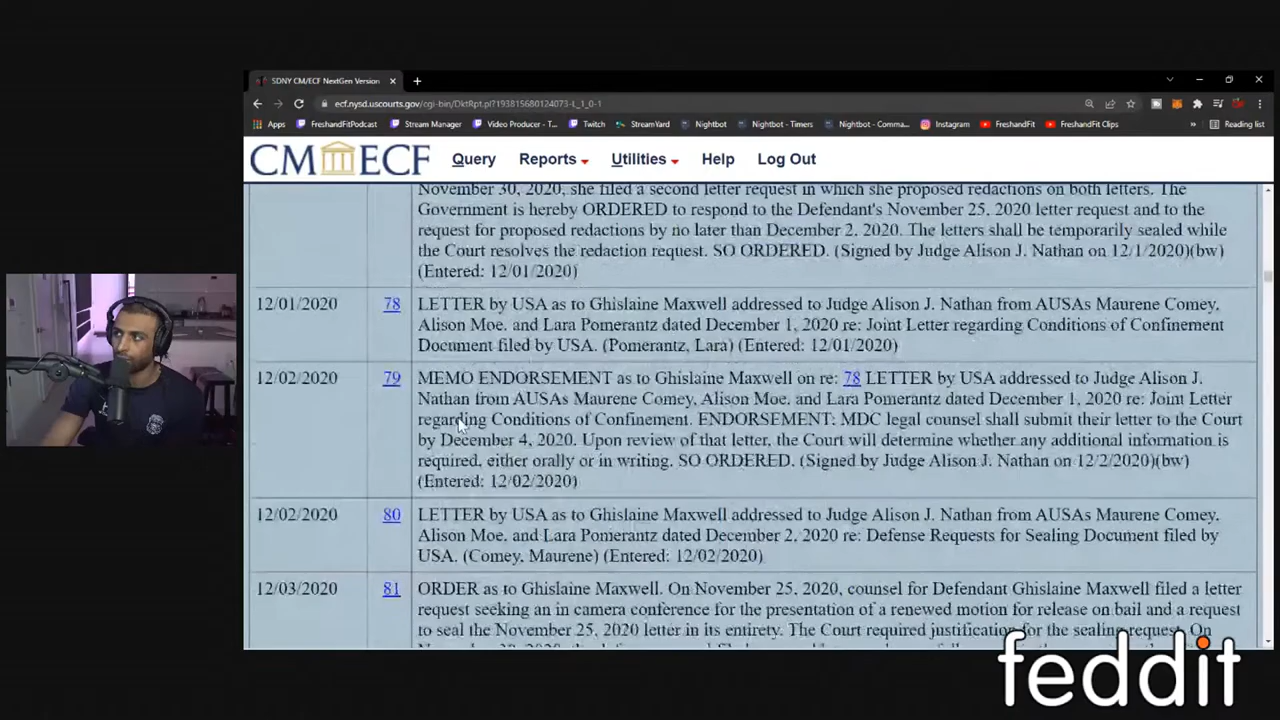 SDNY CM/ECF NextGen Version
ecf.nysd.uscourts.gov/cgi-bin/DktRpt.pl?193815680124073-L_1_0-1
Apps FreshandFitPodcast Stream Manager Video Producer - T... Twitch StreamYard Nightbot Nightbot - Timers Nightbot - Comma... Instagram FreshandFit FreshandFit Clips » Reading list
CM ECF Query Reports Utilities Help Log Out
November 30, 2020, she filed a second letter request in which she proposed redactions on both letters. The
Government is hereby ORDERED to respond to the Defendant's November 25, 2020 letter request and to the
request for proposed redactions by no later than December 2, 2020. The letters shall be temporarily sealed while
the Court resolves the redaction request. SO ORDERED. (Signed by Judge Alison J. Nathan on 12/1/2020)(bw)
(Entered: 12/01/2020)
12/01/2020 78 LETTER by USA as to Ghislaine Maxwell addressed to Judge Alison J. Nathan from AUSAs Maurene Comey,
Alison Moe, and Lara Pomerantz dated December 1, 2020 re: Joint Letter regarding Conditions of Confinement
Document filed by USA. (Pomerantz, Lara) (Entered: 12/01/2020)
12/02/2020 79 MEMO ENDORSEMENT as to Ghislaine Maxwell on re: 78 LETTER by USA addressed to Judge Alison J.
Nathan from AUSAs Maurene Comey, Alison Moe, and Lara Pomerantz dated December 1, 2020 re: Joint Letter
regarding Conditions of Confinement. ENDORSEMENT: MDC legal counsel shall submit their letter to the Court
by December 4, 2020. Upon review of that letter, the Court will determine whether any additional information is
required, either orally or in writing. SO ORDERED. (Signed by Judge Alison J. Nathan on 12/2/2020)(bw)
(Entered: 12/02/2020)
12/02/2020 80 LETTER by USA as to Ghislaine Maxwell addressed to Judge Alison J. Nathan from AUSAs Maurene Comey,
Alison Moe, and Lara Pomerantz dated December 2, 2020 re: Defense Requests for Sealing Document filed by
USA. (Comey, Maurene) (Entered: 12/02/2020)
12/03/2020 81 ORDER as to Ghislaine Maxwell. On November 25, 2020, counsel for Defendant Ghislaine Maxwell filed a letter
request seeking an in camera conference for the presentation of a renewed motion for release on bail and a request
to seal the November 25, 2020 letter in its entirety. The Court required justification for the sealing request. On
feddit